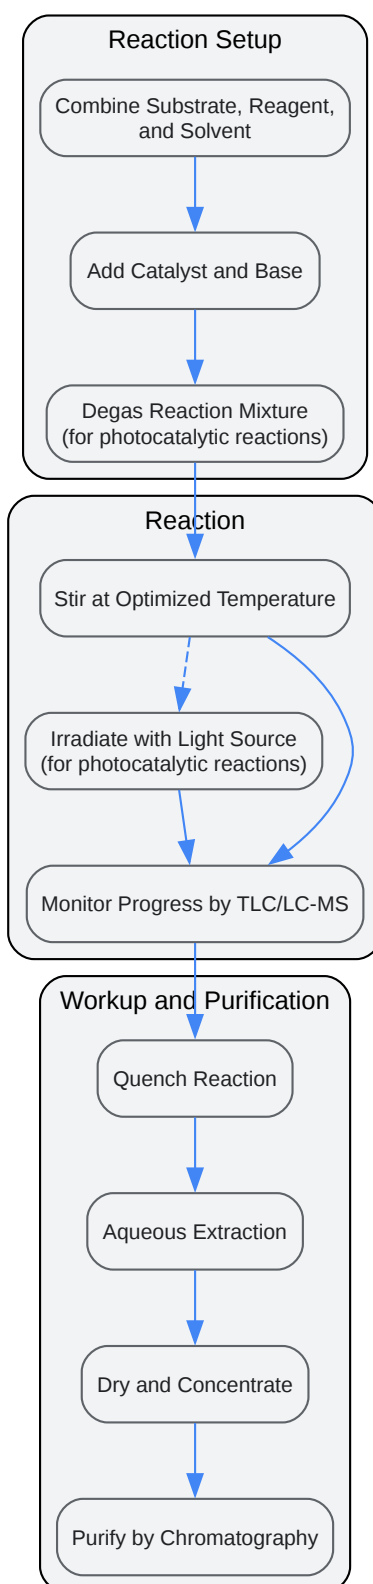 Reaction Setup
Combine Substrate, Reagent,
and Solvent
Add Catalyst and Base
Degas Reaction Mixture
(for photocatalytic reactions)
Reaction
Stir at Optimized Temperature
Irradiate with Light Source
(for photocatalytic reactions)
Monitor Progress by TLC/LC-MS
Workup and Purification
Quench Reaction
Aqueous Extraction
Dry and Concentrate
Purify by Chromatography